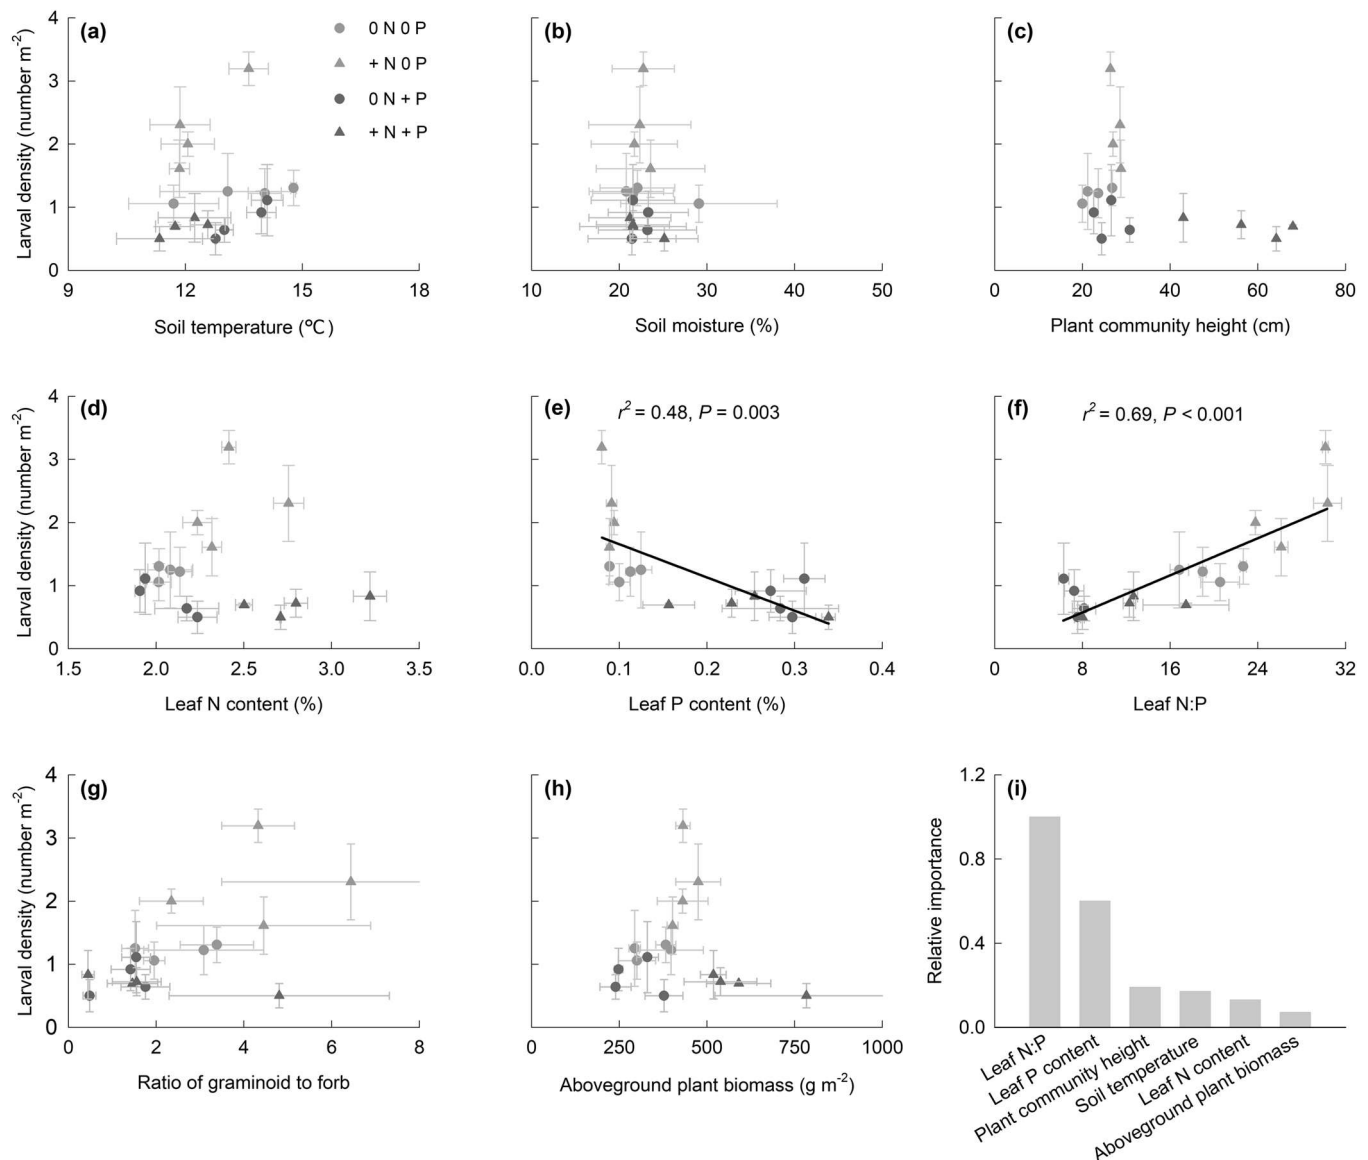 (a)
0 N 0 P
+ N 0 P
0 N + P
+ N + P
Larval density (number m-2)
4
3
2
1
0
9 12 15 18
Soil temperature (℃)
(b)
10 20 30 40 50
Soil moisture (%)
(c)
0 20 40 60 80
Plant community height (cm)
(d)
Larval density (number m-2)
4
3
2
1
0
1.5 2.0 2.5 3.0 3.5
Leaf N content (%)
(e)
r2 = 0.48, P = 0.003
0.0 0.1 0.2 0.3 0.4
Leaf P content (%)
(f)
r2 = 0.69, P < 0.001
0 8 16 24 32
Leaf N:P
(g)
Larval density (number m-2)
4
3
2
1
0
0 2 4 6 8
Ratio of graminoid to forb
(h)
0 250 500 750 1000
Aboveground plant biomass (g m-2)
(i)
Relative importance
1.2
0.8
0.4
0.0
Leaf N:P
Leaf P content
Plant community height
Soil temperature
Leaf N content
Aboveground plant biomass